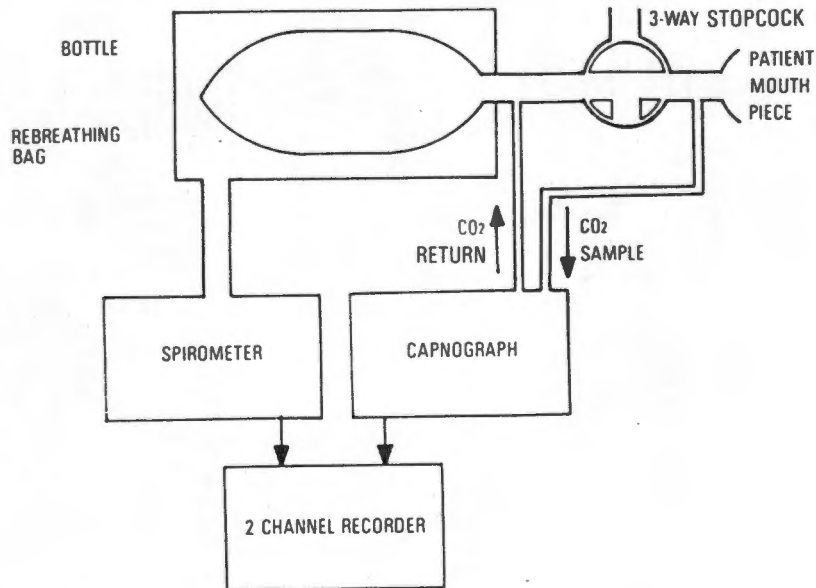 BOTTLE
REBREATHING
BAG
3-WAY STOPCOCK
PATIENT
MOUTH
PIECE
CO2
RETURN
CO2
SAMPLE
SPIROMETER
CAPNOGRAPH
2 CHANNEL RECORDER